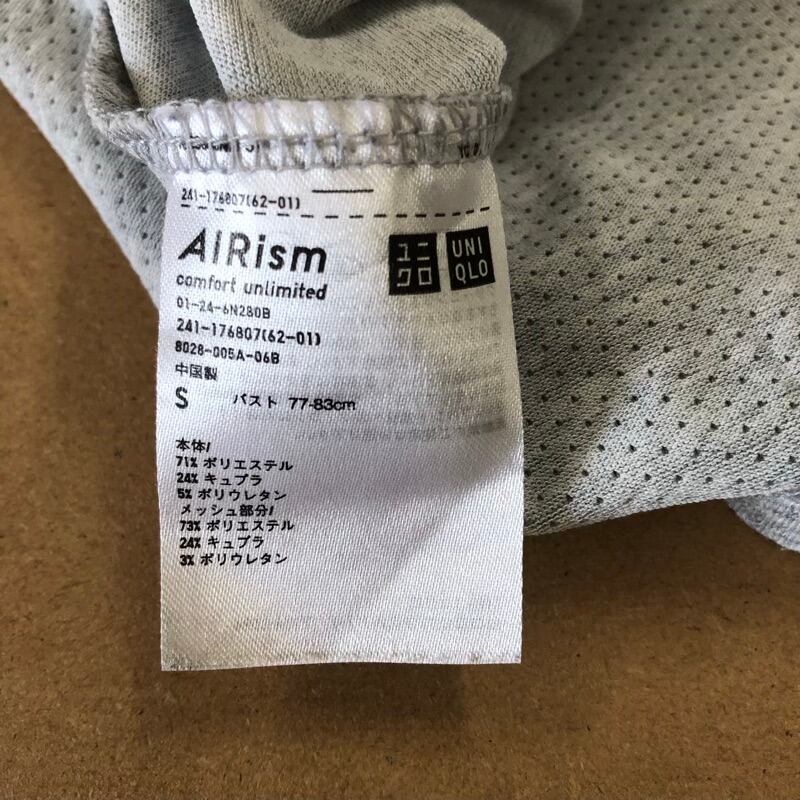 241-176807(62-01)
AIRism
comfort unlimited
ユニ
クロ
UNI
QLO
01-24-6N280B
241-176807(62-01)
8028-005A-06B
中国製
S バスト 77-83cm
本体/
71% ポリエステル
24% キュプラ
5% ポリウレタン
メッシュ部分/
73% ポリエステル
24% キュプラ
3% ポリウレタン